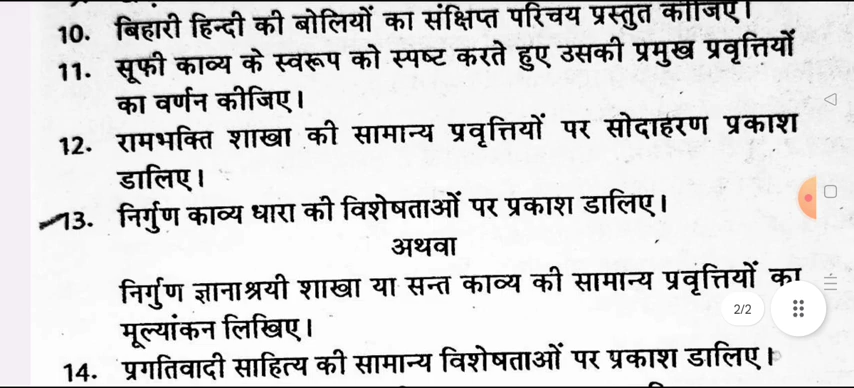 10. बिहारी हिन्दी की बोलियों का संक्षिप्त परिचय प्रस्तुत कीजिए।
11. सूफी काव्य के स्वरूप को स्पष्ट करते हुए उसकी प्रमुख प्रवृत्तियों
का वर्णन कीजिए।
12. रामभक्ति शाखा की सामान्य प्रवृत्तियों पर सोदाहरण प्रकाश
डालिए।
13. निर्गुण काव्य धारा की विशेषताओं पर प्रकाश डालिए।
अथवा
निर्गुण ज्ञानाश्रयी शाखा या सन्त काव्य की सामान्य प्रवृत्तियों का
मूल्यांकन लिखिए।
2/2
14. प्रगतिवादी साहित्य की सामान्य विशेषताओं पर प्रकाश डालिए।